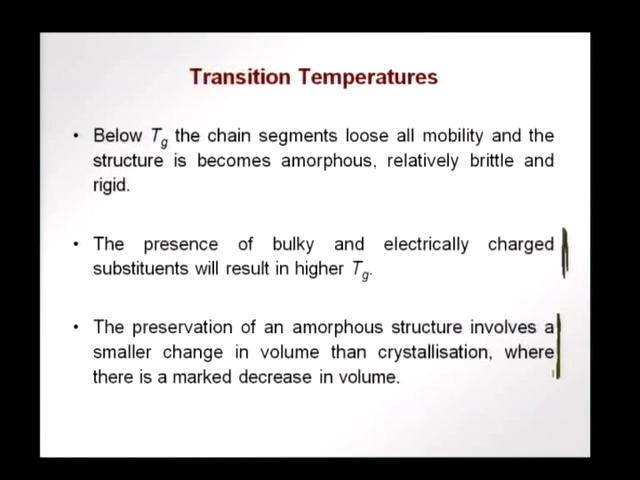 Transition Temperatures
• Below Tg the chain segments loose all mobility and the
structure is becomes amorphous, relatively brittle and
rigid.
• The presence of bulky and electrically charged
substituents will result in higher Tg.
• The preservation of an amorphous structure involves a
smaller change in volume than crystallisation, where
there is a marked decrease in volume.